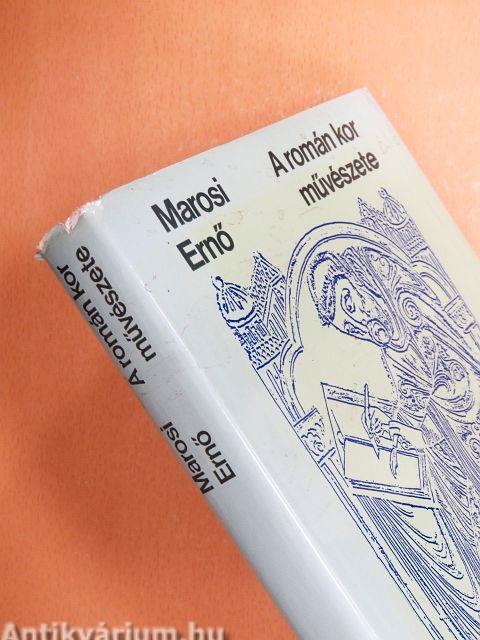 Marosi
Ernő
A román kor
művészete
A román kor
művészete
Marosi
Ernő
Antikvárium.hu